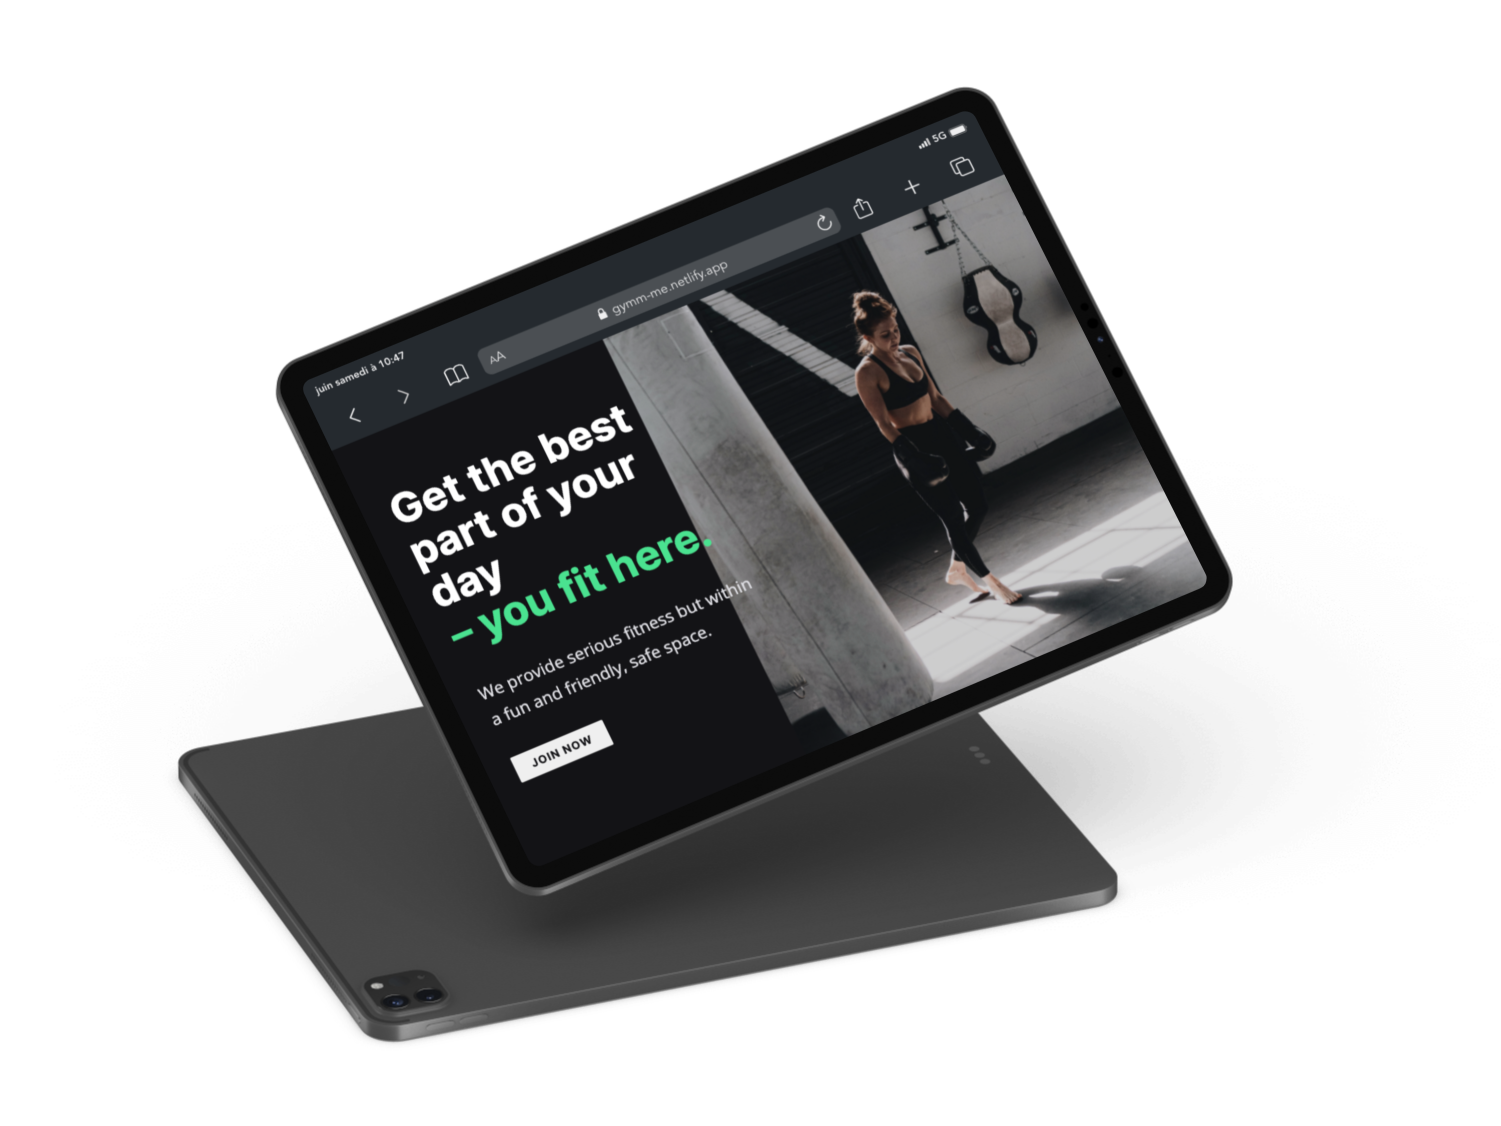 juin samedi à 10:47
5G
AA
gymm-me.netlify.app
Get the best
part of your
day
– you fit here.
We provide serious fitness but within
a fun and friendly, safe space.
JOIN NOW